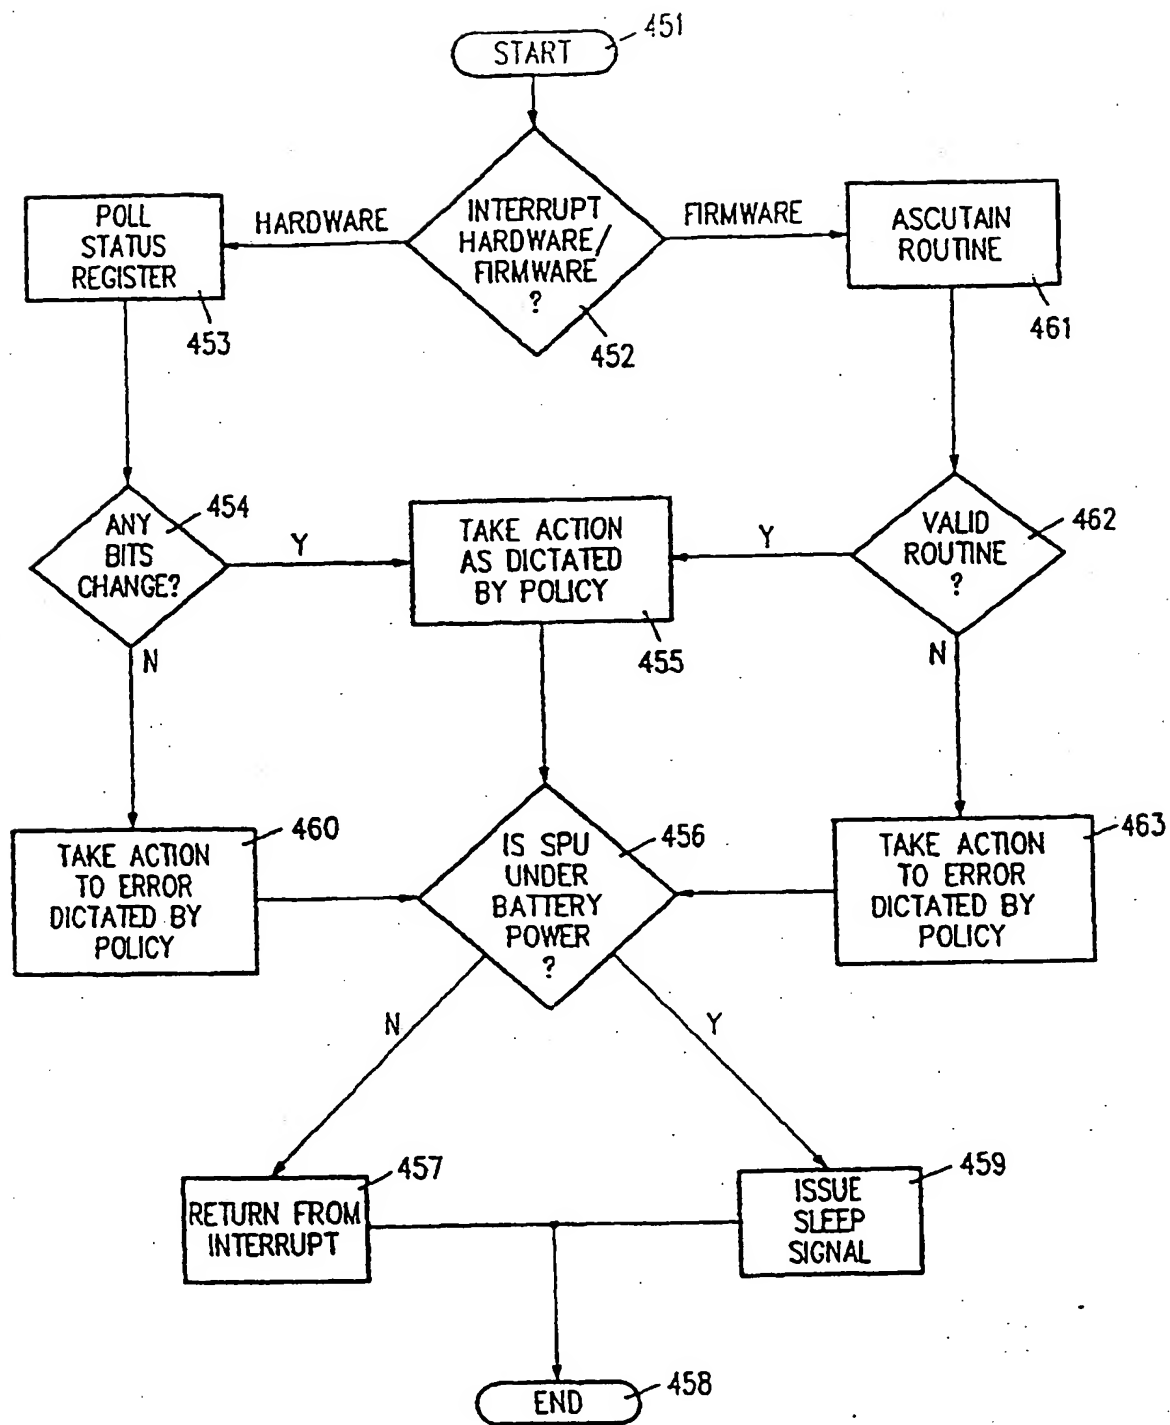 START
451
INTERRUPT
HARDWARE/
FIRMWARE
?
452
HARDWARE
FIRMWARE
POLL
STATUS
REGISTER
453
ASCUTAIN
ROUTINE
461
ANY
BITS
CHANGE?
454
Y
N
TAKE ACTION
AS DICTATED
BY POLICY
455
VALID
ROUTINE
?
462
Y
N
TAKE ACTION
TO ERROR
DICTATED BY
POLICY
460
IS SPU
UNDER
BATTERY
POWER
?
456
TAKE ACTION
TO ERROR
DICTATED BY
POLICY
463
N
Y
RETURN FROM
INTERRUPT
457
ISSUE
SLEEP
SIGNAL
459
END
458